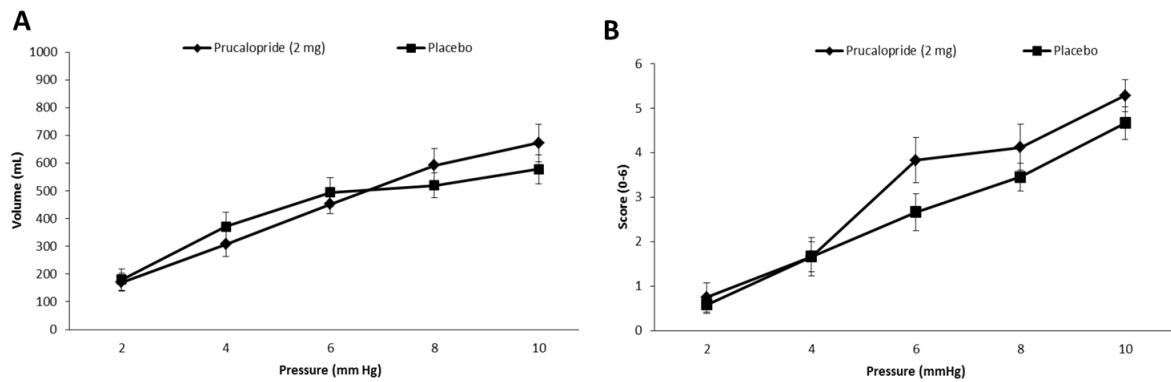 A
Prucalopride (2 mg) Placebo
1000
900
800
700
600
500
400
300
200
100
0
Volume (mL)
2 4 6 8 10
Pressure (mm Hg)
B
Prucalopride (2 mg) Placebo
6
5
4
3
2
1
0
Score (0-6)
2 4 6 8 10
Pressure (mmHg)